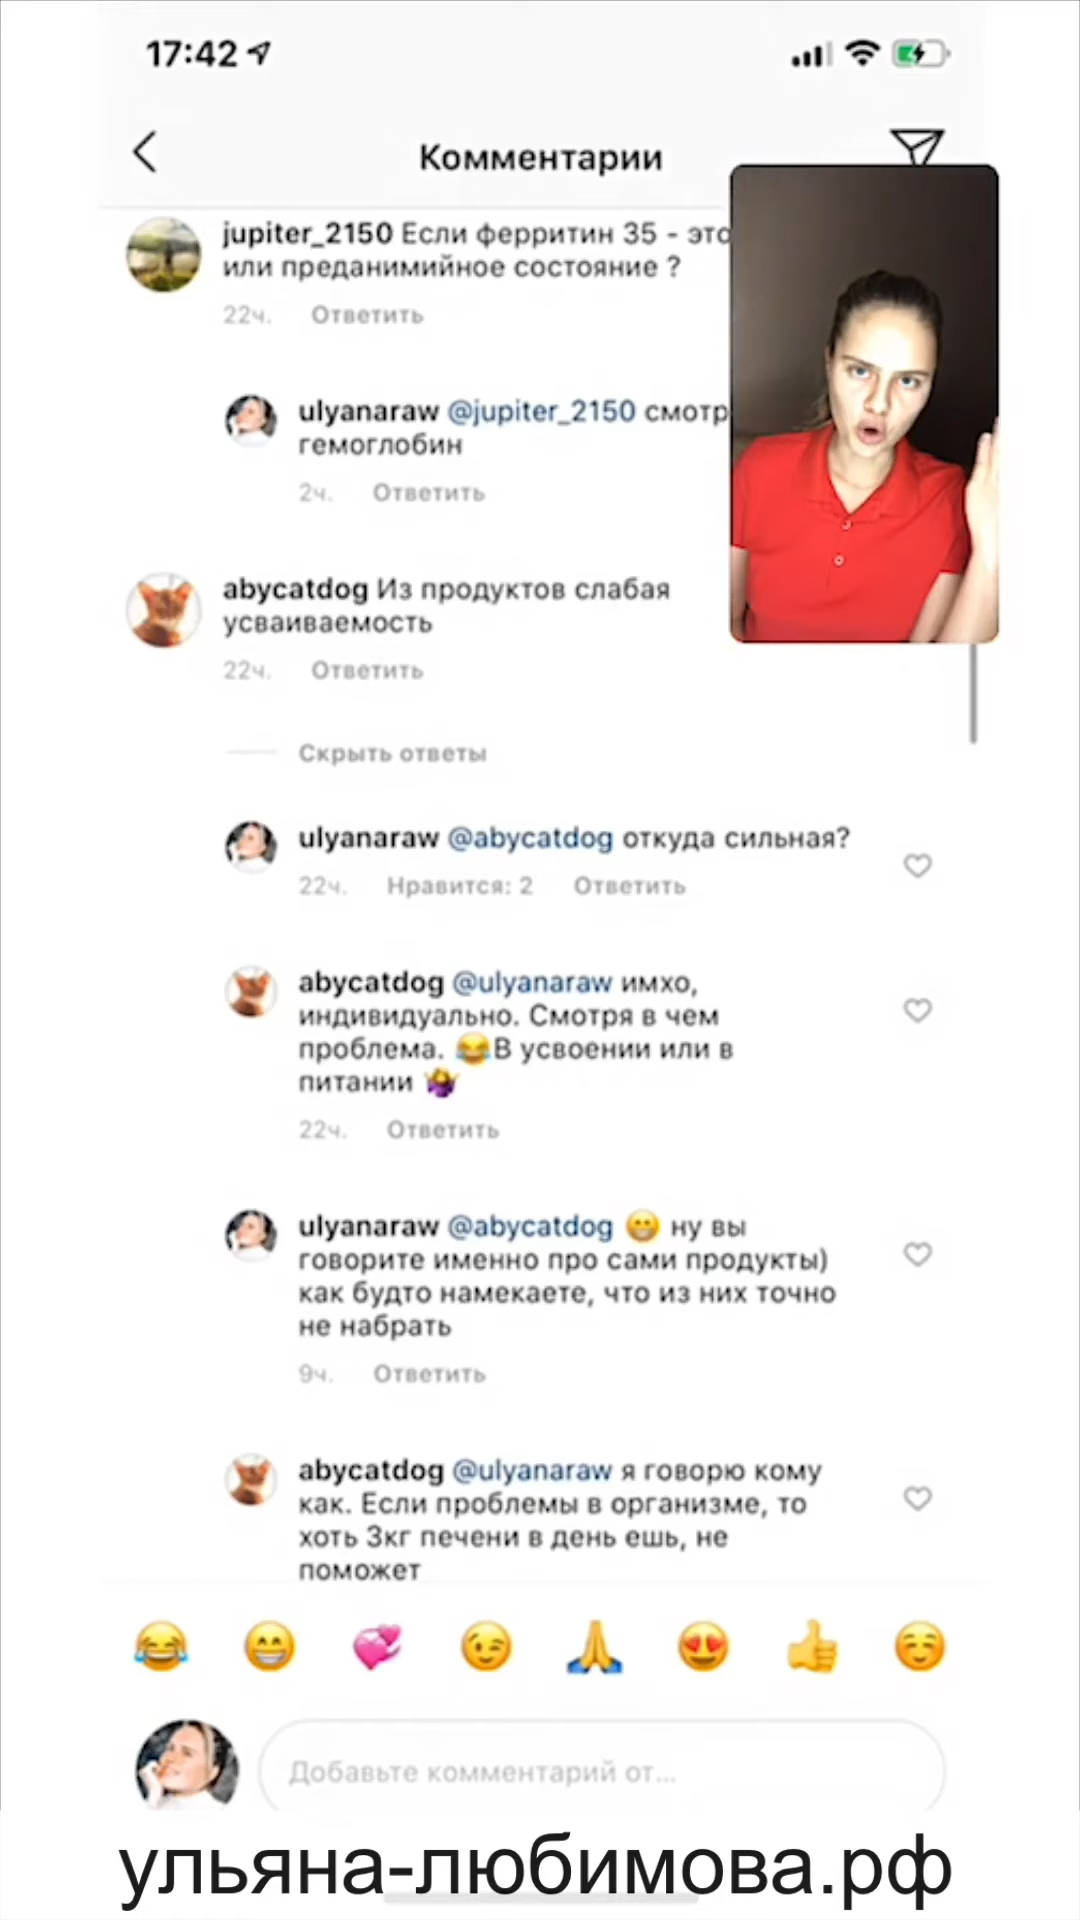 17:42
Комментарии
jupiter_2150 Если ферритин 35 - это
или преданимийное состояние ?
22ч. Ответить
ulyanaraw @jupiter_2150 смотр
гемоглобин
2ч. Ответить
abycatdog Из продуктов слабая
усваиваемость
22ч. Ответить
Скрыть ответы
ulyanaraw @abycatdog откуда сильная?
22ч. Нравится: 2 Ответить
abycatdog @ulyanaraw имхо,
индивидуально. Смотря в чем
проблема. 😂В усвоении или в
питании 🤷‍♀️
22ч. Ответить
ulyanaraw @abycatdog 😁 ну вы
говорите именно про сами продукты)
как будто намекаете, что из них точно
не набрать
9ч. Ответить
abycatdog @ulyanaraw я говорю кому
как. Если проблемы в организме, то
хоть 3кг печени в день ешь, не
поможет
Добавьте комментарий от...
ульяна-любимова.рф